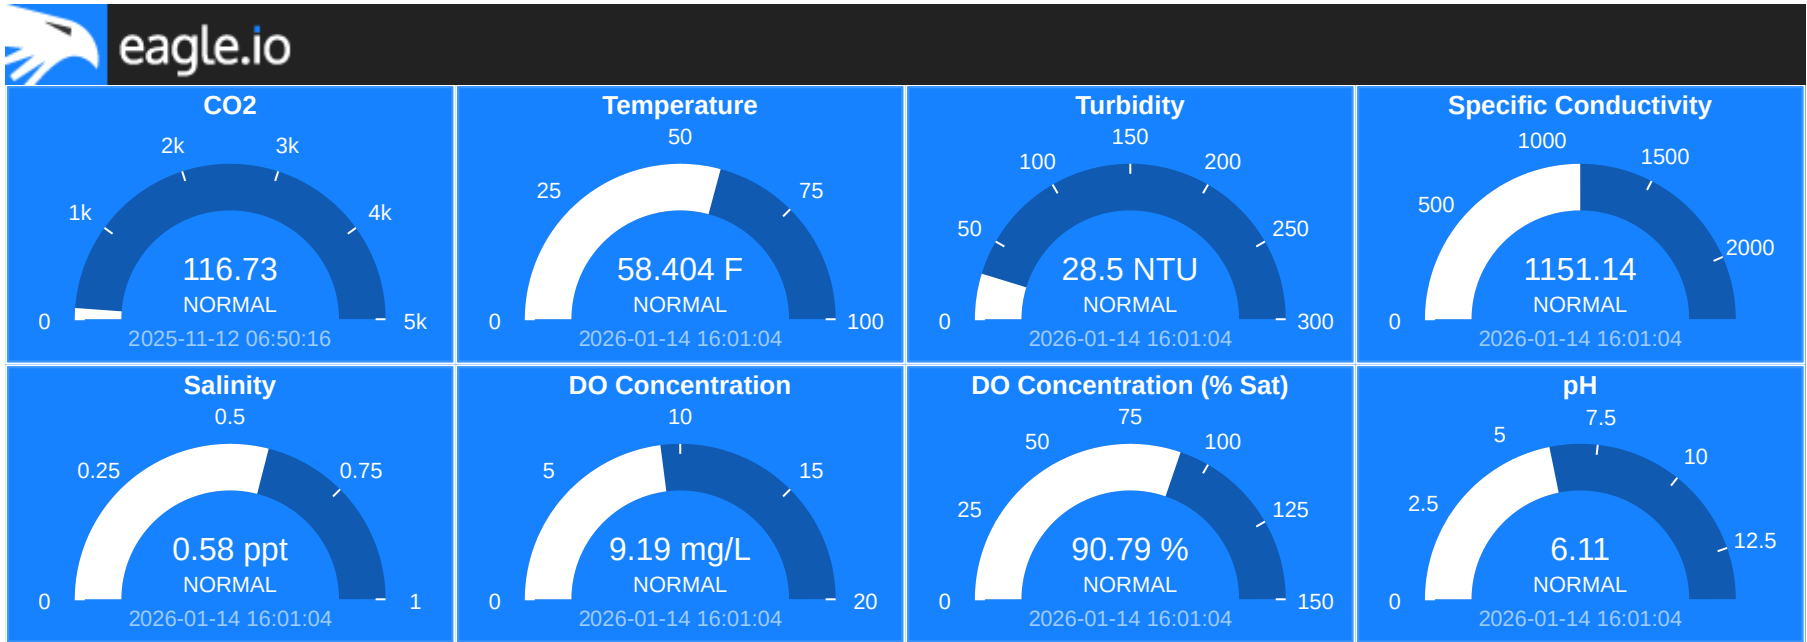 eagle.io
CO2
0
1k
2k
3k
4k
5k
116.73
NORMAL
2025-11-12 06:50:16
Temperature
0
25
50
75
100
58.404 F
NORMAL
2026-01-14 16:01:04
Turbidity
0
50
100
150
200
250
300
28.5 NTU
NORMAL
2026-01-14 16:01:04
Specific Conductivity
0
500
1000
1500
2000
1151.14
NORMAL
2026-01-14 16:01:04
Salinity
0
0.25
0.5
0.75
1
0.58 ppt
NORMAL
2026-01-14 16:01:04
DO Concentration
0
5
10
15
20
9.19 mg/L
NORMAL
2026-01-14 16:01:04
DO Concentration (% Sat)
0
25
50
75
100
125
150
90.79 %
NORMAL
2026-01-14 16:01:04
pH
0
2.5
5
7.5
10
12.5
6.11
NORMAL
2026-01-14 16:01:04